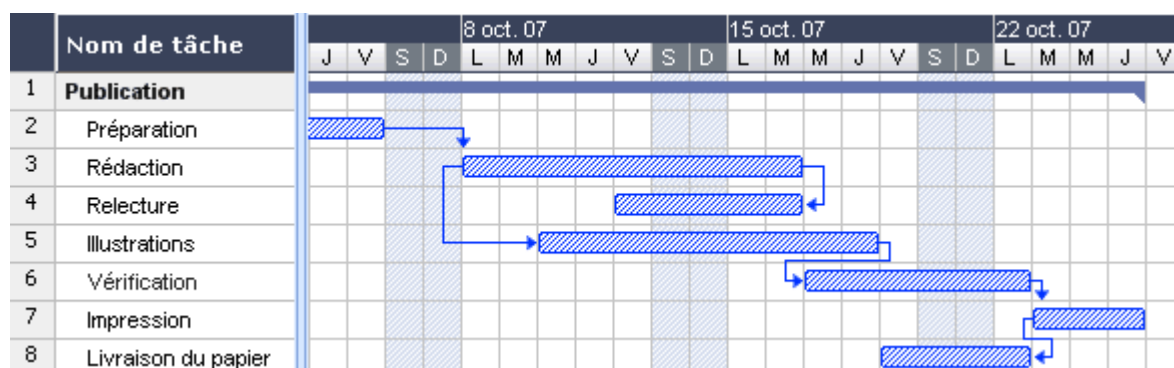 Nom de tâche
8 oct. 07 15 oct. 07 22 oct. 07
J V S D L M M J V S D L M M J V S D L M M J V
1 Publication
2 Préparation
3 Rédaction
4 Relecture
5 Illustrations
6 Vérification
7 Impression
8 Livraison du papier